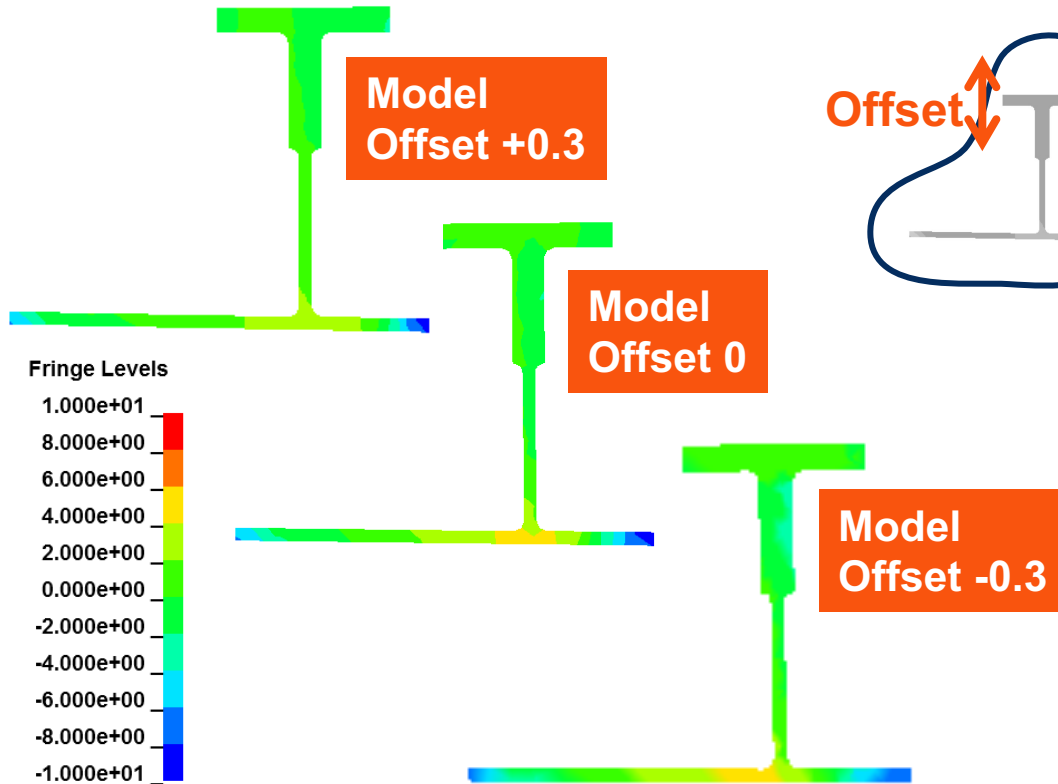 Model
Offset +0.3
Offset
Model
Offset 0
Fringe Levels
1.000e+01
8.000e+00
6.000e+00
4.000e+00
2.000e+00
0.000e+00
-2.000e+00
-4.000e+00
-6.000e+00
-8.000e+00
-1.000e+01
Model
Offset -0.3